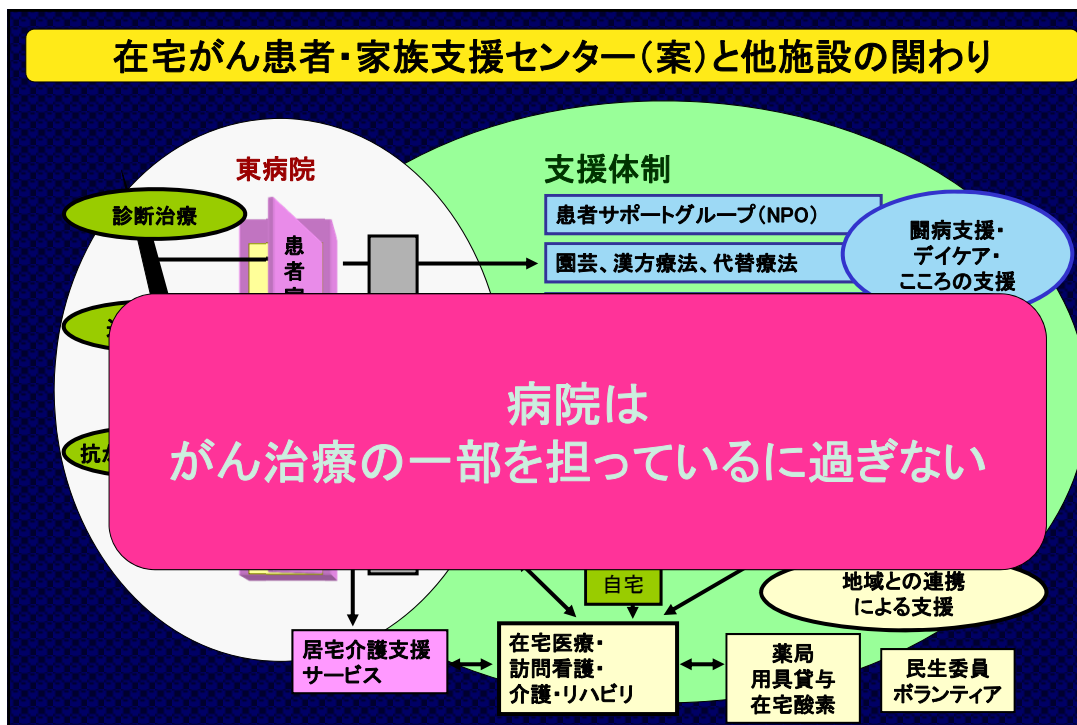 在宅がん患者・家族支援センター(案)と他施設の関わり
東病院
支援体制
診断治療
患者
患者サポートグループ(NPO)
園芸、漢方療法、代替療法
闘病支援・
デイケア・
こころの支援
抗が
病院は
がん治療の一部を担っているに過ぎない
自宅
地域との連携
による支援
居宅介護支援
サービス
在宅医療・
訪問看護・
介護・リハビリ
薬局
用具貸与
在宅酸素
民生委員
ボランティア